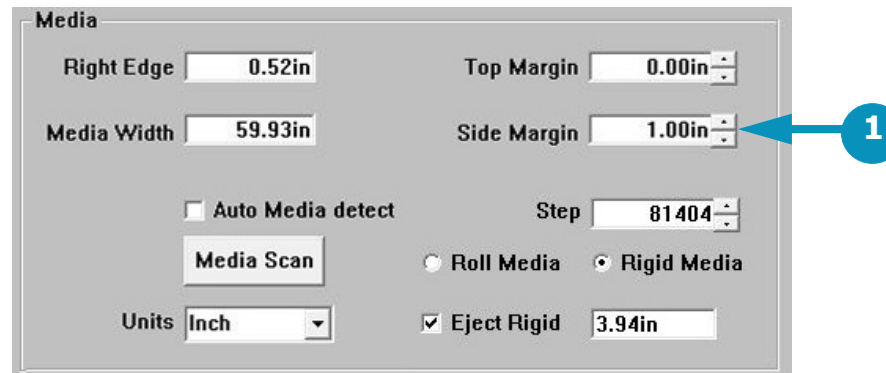 Media
Right Edge 0.52in Top Margin 0.00in
Media Width 59.93in Side Margin 1.00in 1
Auto Media detect Step 81404
Media Scan Roll Media Rigid Media
Units Inch Eject Rigid 3.94in